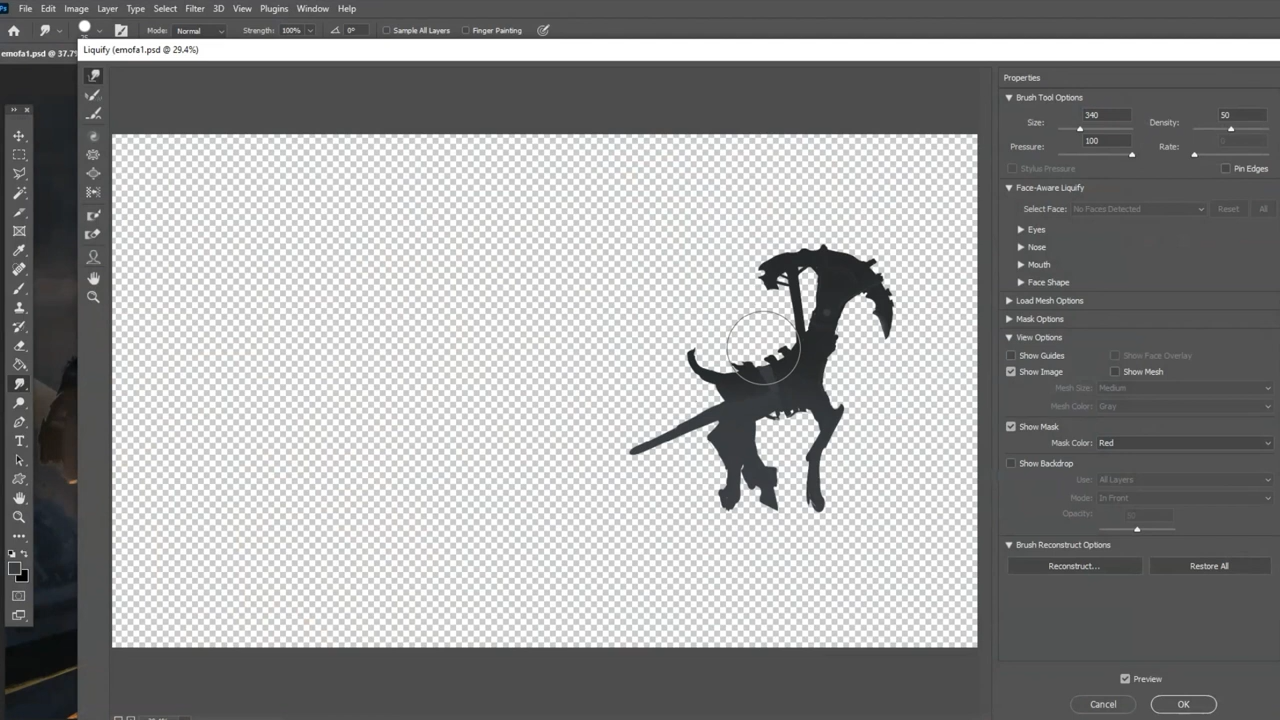 Ps File Edit Image Layer Type Select Filter 3D View Plugins Window Help
Mode: Normal Strength: 100% 0° Sample All Layers Finger Painting
emofa1.psd @ 37.7%
Liquify (emofa1.psd @ 29.4%)
Properties
Brush Tool Options
Size: 340 Density: 50
Pressure: 100 Rate: 0
Stylus Pressure Pin Edges
Face-Aware Liquify
Select Face: No Faces Detected Reset All
Eyes
Nose
Mouth
Face Shape
Load Mesh Options
Mask Options
View Options
Show Guides Show Face Overlay
Show Image Show Mesh
Mesh Size: Medium
Mesh Color: Gray
Show Mask
Mask Color: Red
Show Backdrop
Use: All Layers
Mode: In Front
Opacity: 50
Brush Reconstruct Options
Reconstruct... Restore All
Preview
Cancel OK